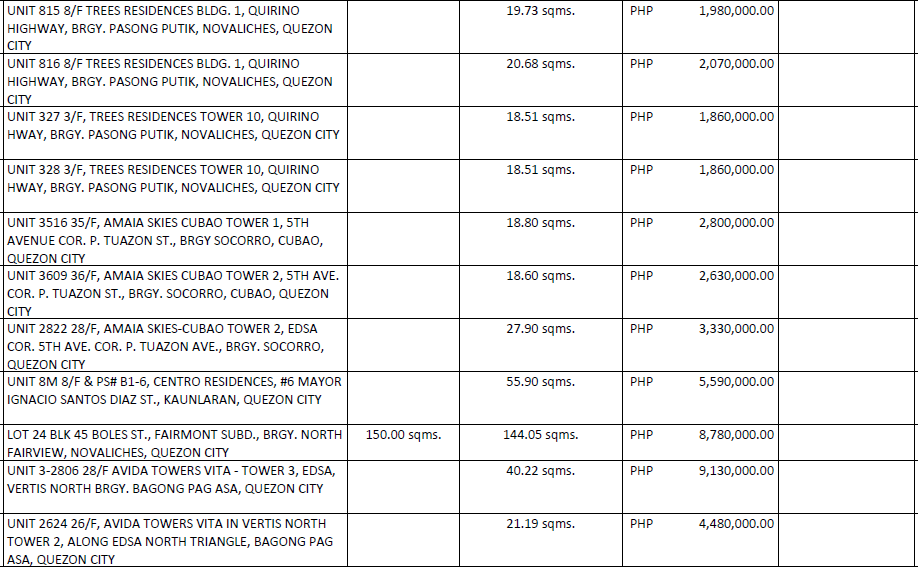 UNIT 815 8/F TREES RESIDENCES BLDG. 1, QUIRINO
HIGHWAY, BRGY. PASONG PUTIK, NOVALICHES, QUEZON
CITY
19.73 sqms.
PHP 1,980,000.00
UNIT 816 8/F TREES RESIDENCES BLDG. 1, QUIRINO
HIGHWAY, BRGY. PASONG PUTIK, NOVALICHES, QUEZON
CITY
20.68 sqms.
PHP 2,070,000.00
UNIT 327 3/F, TREES RESIDENCES TOWER 10, QUIRINO
HWAY, BRGY. PASONG PUTIK, NOVALICHES, QUEZON CITY
18.51 sqms.
PHP 1,860,000.00
UNIT 328 3/F, TREES RESIDENCES TOWER 10, QUIRINO
HWAY, BRGY. PASONG PUTIK, NOVALICHES, QUEZON CITY
18.51 sqms.
PHP 1,860,000.00
UNIT 3516 35/F, AMAIA SKIES CUBAO TOWER 1, 5TH
AVENUE COR. P. TUAZON ST., BRGY SOCORRO, CUBAO,
QUEZON CITY
18.80 sqms.
PHP 2,800,000.00
UNIT 3609 36/F, AMAIA SKIES CUBAO TOWER 2, 5TH AVE.
COR. P. TUAZON ST., BRGY. SOCORRO, CUBAO, QUEZON
CITY
18.60 sqms.
PHP 2,630,000.00
UNIT 2822 28/F, AMAIA SKIES-CUBAO TOWER 2, EDSA
COR. 5TH AVE. COR. P. TUAZON AVE., BRGY. SOCORRO,
QUEZON CITY
27.90 sqms.
PHP 3,330,000.00
UNIT 8M 8/F & PS# B1-6, CENTRO RESIDENCES, #6 MAYOR
IGNACIO SANTOS DIAZ ST., KAUNLARAN, QUEZON CITY
55.90 sqms.
PHP 5,590,000.00
LOT 24 BLK 45 BOLES ST., FAIRMONT SUBD., BRGY. NORTH
FAIRVIEW, NOVALICHES, QUEZON CITY
150.00 sqms.
144.05 sqms.
PHP 8,780,000.00
UNIT 3-2806 28/F AVIDA TOWERS VITA - TOWER 3, EDSA,
VERTIS NORTH BRGY. BAGONG PAG ASA, QUEZON CITY
40.22 sqms.
PHP 9,130,000.00
UNIT 2624 26/F, AVIDA TOWERS VITA IN VERTIS NORTH
TOWER 2, ALONG EDSA NORTH TRIANGLE, BAGONG PAG
ASA, QUEZON CITY
21.19 sqms.
PHP 4,480,000.00